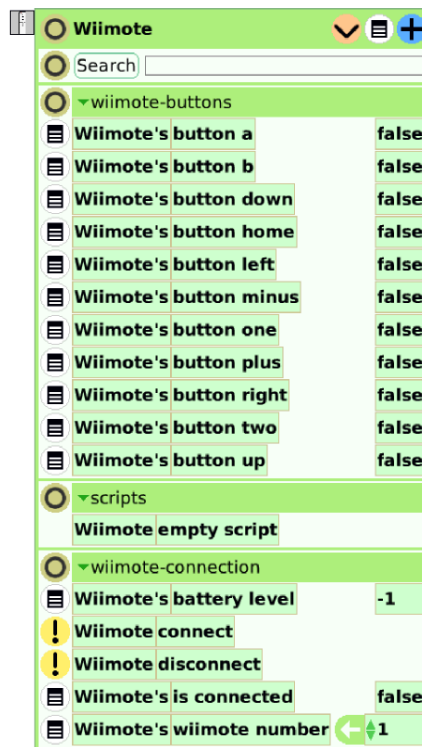 Wiimote
Search
wiimote-buttons
Wiimote's button a false
Wiimote's button b false
Wiimote's button down false
Wiimote's button home false
Wiimote's button left false
Wiimote's button minus false
Wiimote's button one false
Wiimote's button plus false
Wiimote's button right false
Wiimote's button two false
Wiimote's button up false
scripts
Wiimote empty script
wiimote-connection
Wiimote's battery level -1
! Wiimote connect
! Wiimote disconnect
Wiimote's is connected false
Wiimote's wiimote number 1